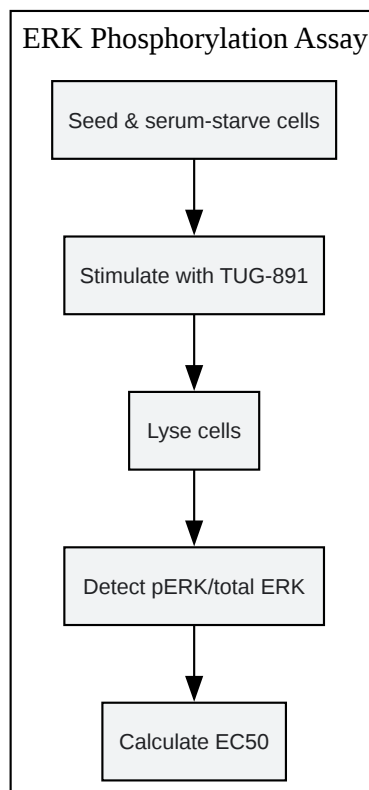 ERK Phosphorylation Assay
Seed & serum-starve cells
Stimulate with TUG-891
Lyse cells
Detect pERK/total ERK
Calculate EC50